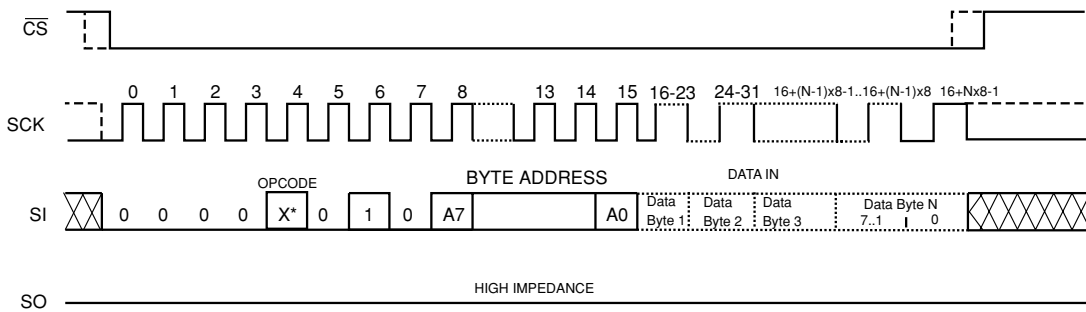 CS
0 1 2 3 4 5 6 7 8 13 14 15 16-23 24-31 16+(N-1)x8-1..16+(N-1)x8 16+Nx8-1
SCK
OPCODE BYTE ADDRESS DATA IN
SI 0 0 0 0 X* 0 1 0 A7 A0 Data Byte 1 Data Byte 2 Data Byte 3 Data Byte N
7..1 0
HIGH IMPEDANCE
SO